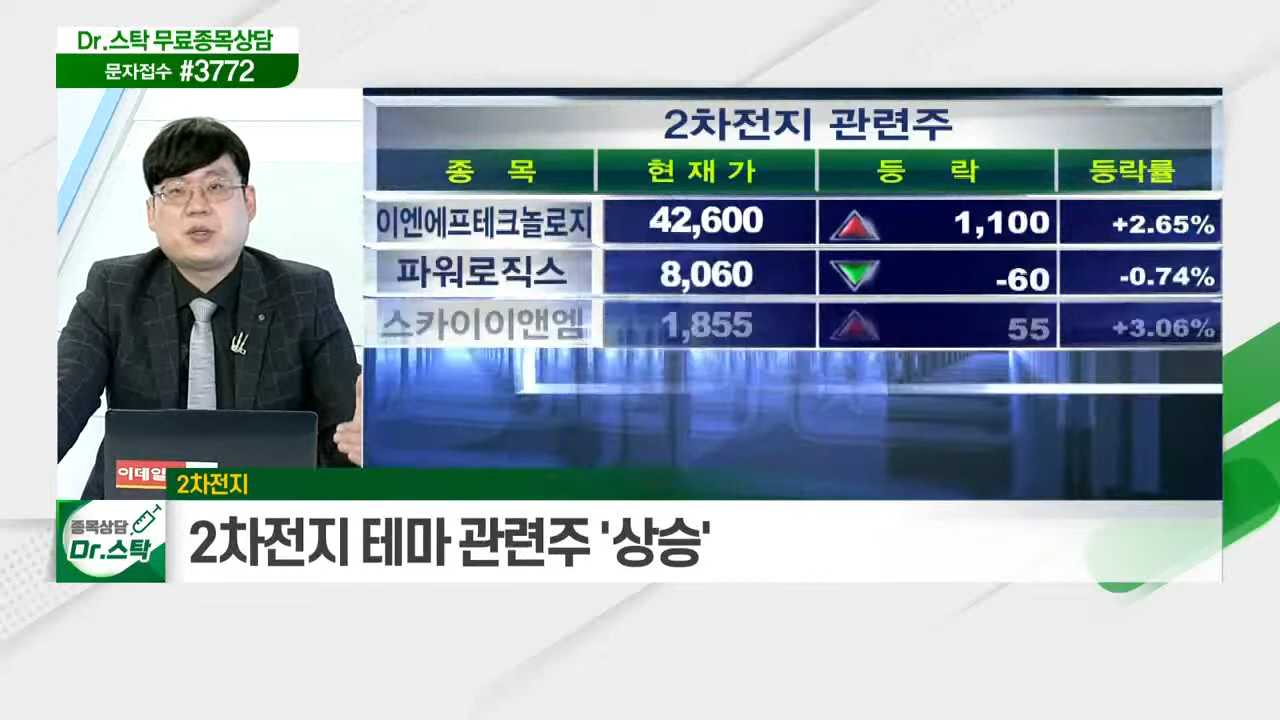 Dr.스탁 무료종목상담
문자접수 #3772
2차전지 관련주
종 목 현 재 가 등 락 등락률
이엔에프테크놀로지 42,600 1,100 +2.65%
파워로직스 8,060 -60 -0.74%
스카이이앤엠 1,855 55 +3.06%
이데일
2차전지
종목상담
Dr.스탁
2차전지 테마 관련주 '상승'